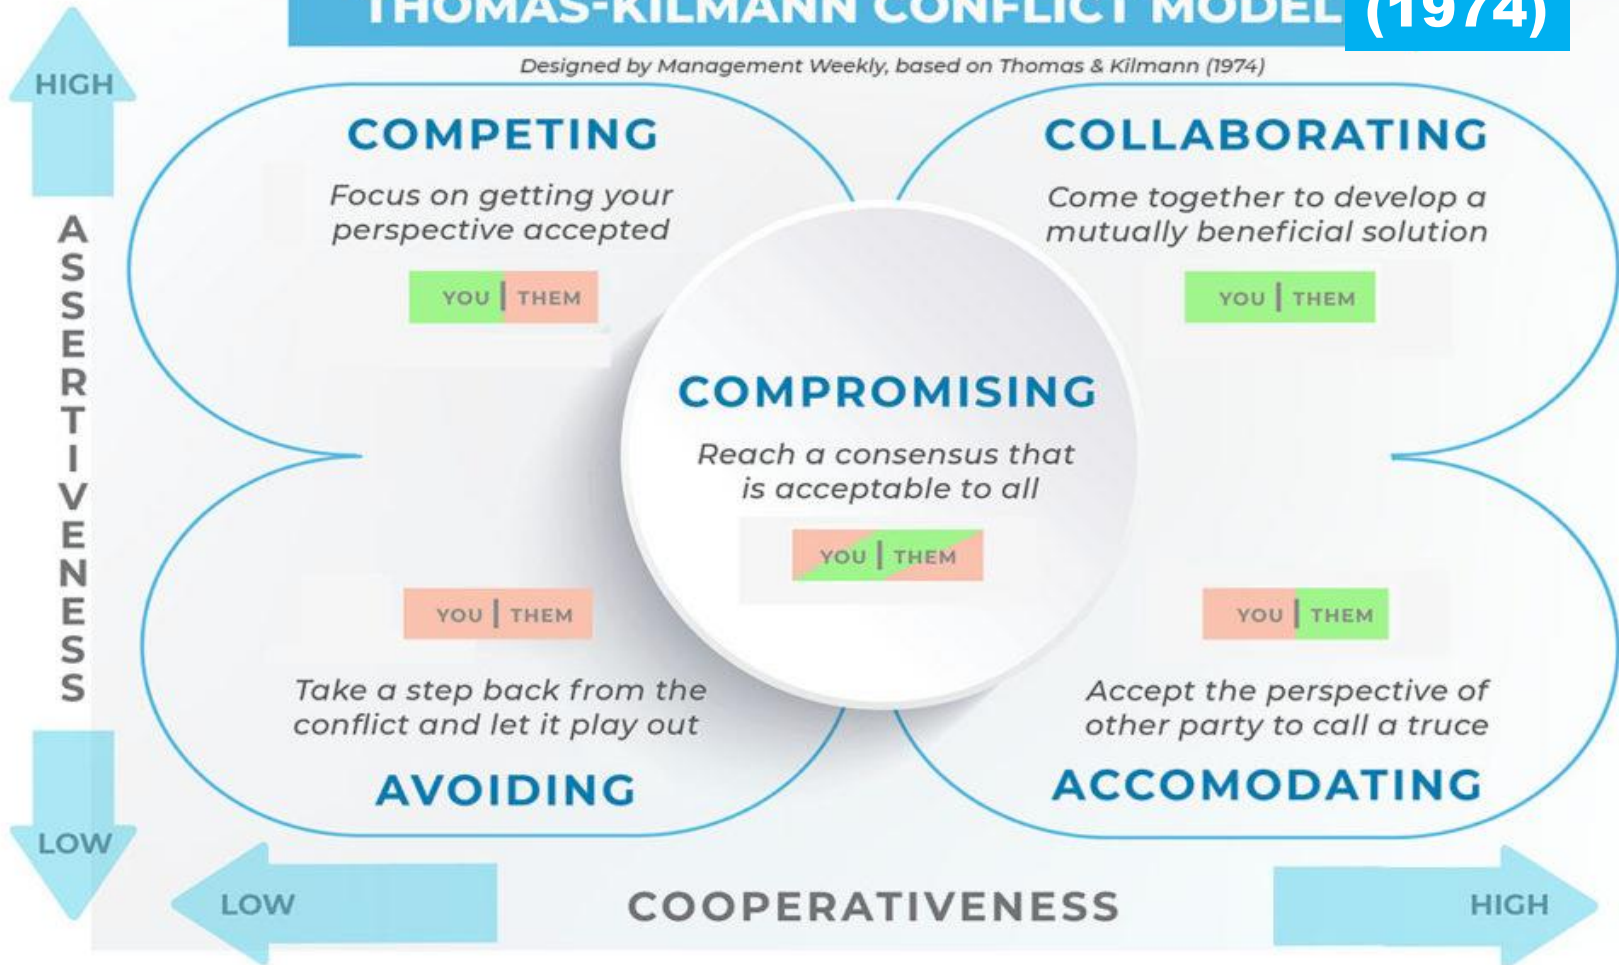 THOMAS-KILMANN CONFLICT MODEL (1974)
Designed by Management Weekly, based on Thomas & Kilmann (1974)
HIGH
ASSERTIVENESS
LOW
COMPETING
Focus on getting your
perspective accepted
YOU | THEM
COLLABORATING
Come together to develop a
mutually beneficial solution
YOU | THEM
COMPROMISING
Reach a consensus that
is acceptable to all
YOU | THEM
YOU | THEM
Take a step back from the
conflict and let it play out
AVOIDING
YOU | THEM
Accept the perspective of
other party to call a truce
ACCOMODATING
LOW
COOPERATIVENESS
HIGH